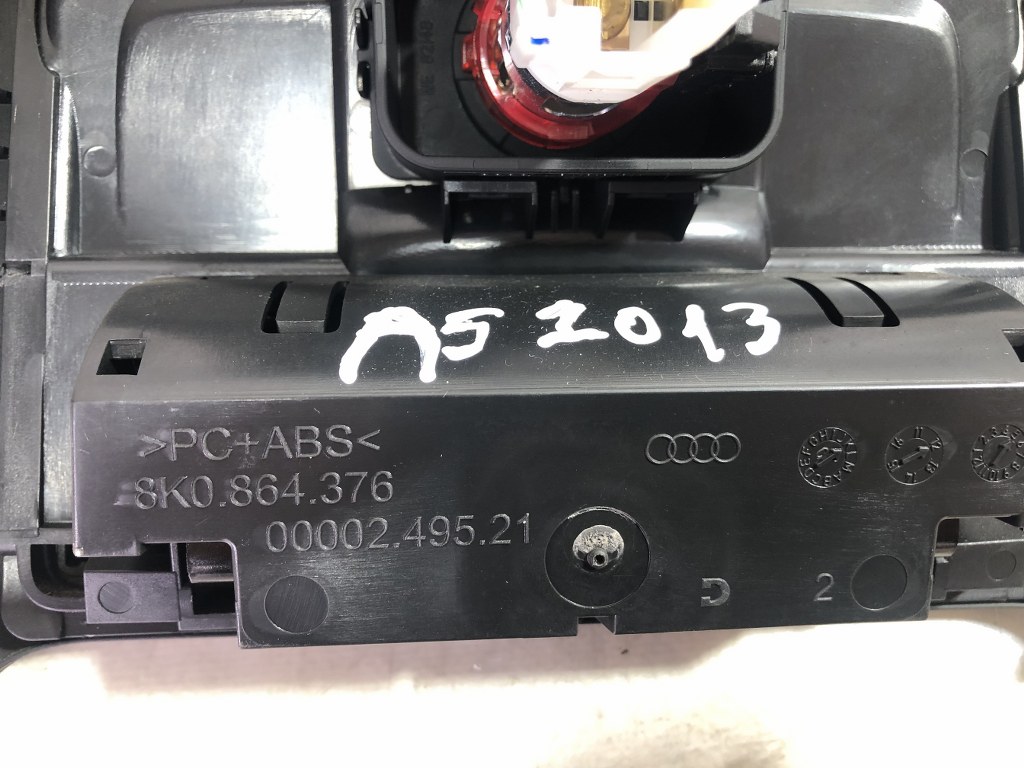 A5 2013
>PC+ABS<
8K0.864.376
00002.495.21
D
2